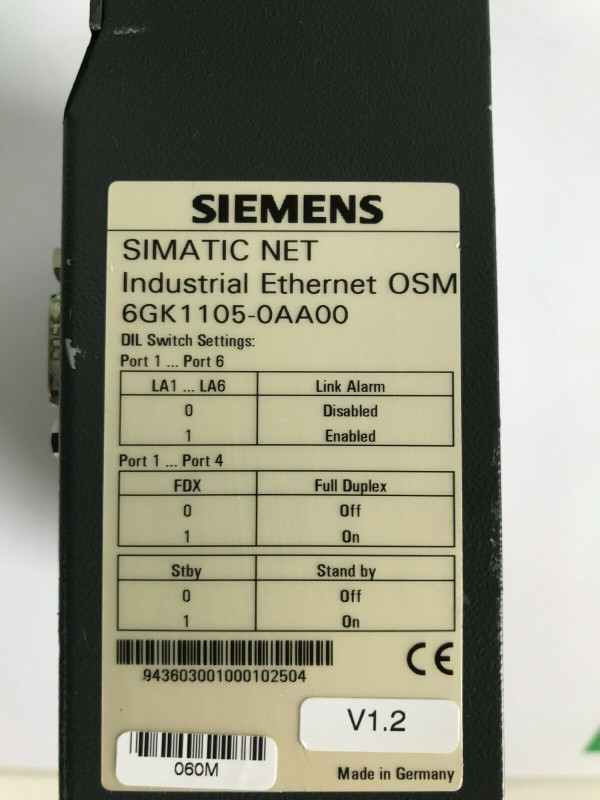 SIEMENS
SIMATIC NET
Industrial Ethernet OSM
6GK1105-0AA00
DIL Switch Settings:
Port 1 ... Port 6
LA1 ... LA6 Link Alarm
0 Disabled
1 Enabled
Port 1 ... Port 4
FDX Full Duplex
0 Off
1 On
Stby Stand by
0 Off
1 On
943603001000102504
CE
V1.2
060M
Made in Germany